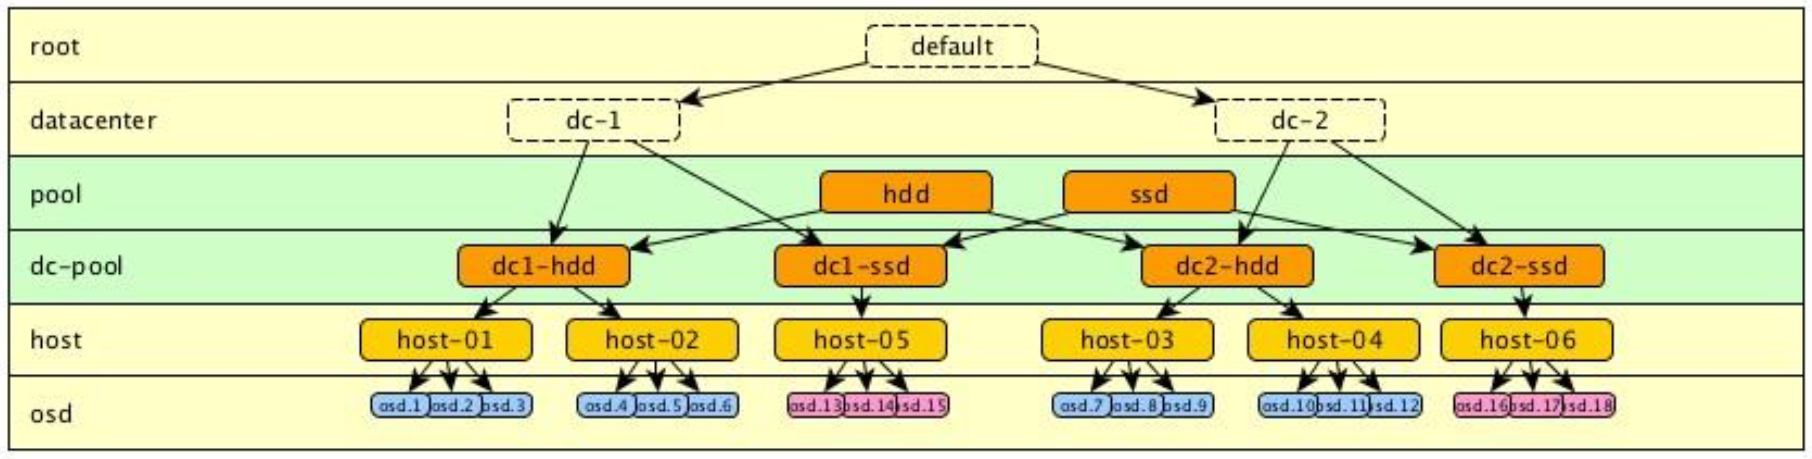 root
default
datacenter
dc-1
dc-2
pool
hdd
ssd
dc-pool
dc1-hdd
dc1-ssd
dc2-hdd
dc2-ssd
host
host-01
host-02
host-05
host-03
host-04
host-06
osd
osd.1
osd.2
osd.3
osd.4
osd.5
osd.6
osd.13
osd.14
osd.15
osd.7
osd.8
osd.9
osd.10
osd.11
osd.12
osd.16
osd.17
osd.18